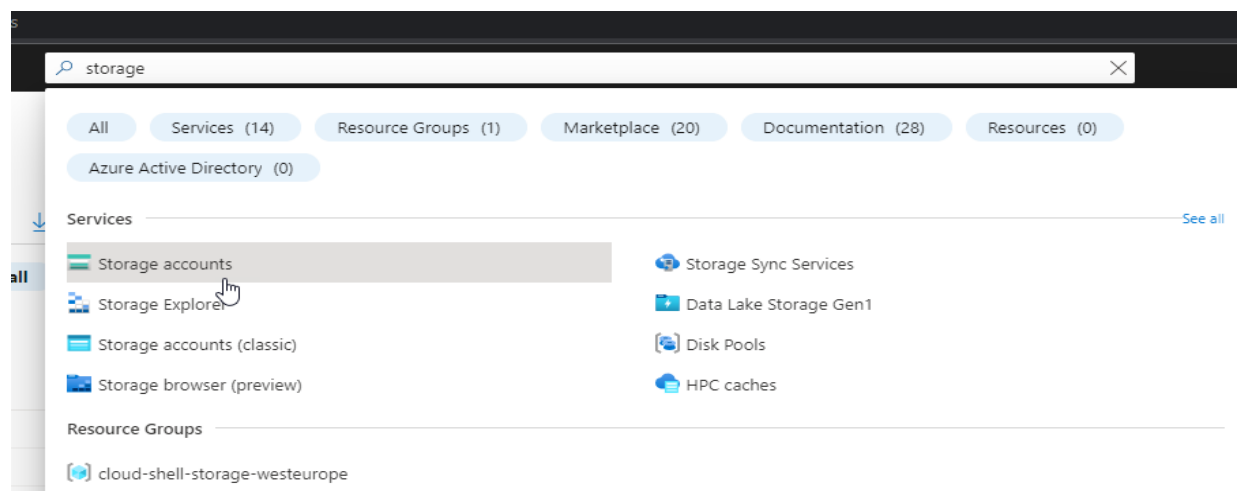 s
storage
All Services (14) Resource Groups (1) Marketplace (20) Documentation (28) Resources (0)
Azure Active Directory (0)
Services See all
all
Storage accounts Storage Sync Services
Storage Explorer Data Lake Storage Gen1
Storage accounts (classic) Disk Pools
Storage browser (preview) HPC caches
Resource Groups
cloud-shell-storage-westeurope